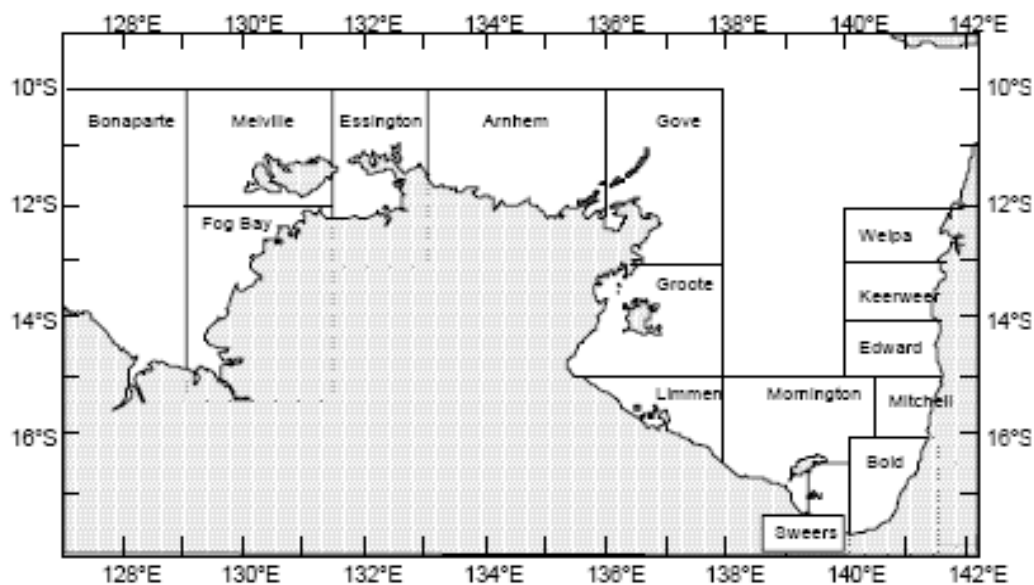 128°E 130°E 132°E 134°E 136°E 138°E 140°E 142°E
10°S 10°S
Bonaparte Melville Essington Arnhem Gove
12°S 12°S
Fog Bay
Weipa
Groote Keerweer
14°S 14°S
Edward
Limmen Mornington Mitchell
16°S 16°S
Bold
Sweers
128°E 130°E 132°E 134°E 136°E 138°E 140°E 142°E